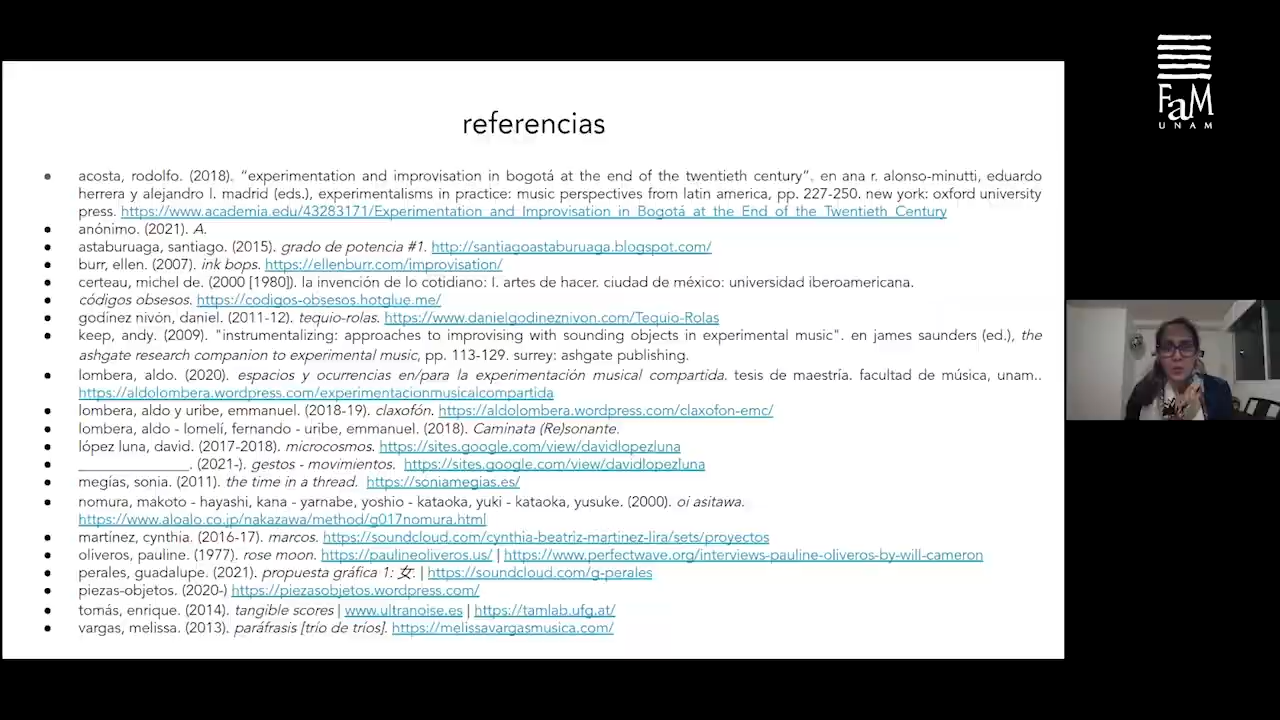 referencias
acosta, rodolfo. (2018). “experimentation and improvisation in bogotá at the end of the twentieth century”. en ana r. alonso-minutti, eduardo
herrera y alejandro l. madrid (eds.), experimentalisms in practice: music perspectives from latin america, pp. 227-250. new york: oxford university
press. https://www.academia.edu/43283171/Experimentation_and_Improvisation_in_Bogotá_at_the_End_of_the_Twentieth_Century
anónimo. (2021). A.
astaburuaga, santiago. (2015). grado de potencia #1. http://santiagoastaburuaga.blogspot.com/
burr, ellen. (2007). ink bops. https://ellenburr.com/improvisation/
certeau, michel de. (2000 [1980]). la invención de lo cotidiano: I. artes de hacer. ciudad de méxico: universidad iberoamericana.
códigos obsesos. https://codigos-obsesos.hotglue.me/
godínez nivón, daniel. (2011-12). tequio-rolas. https://www.danielgodineznivon.com/Tequio-Rolas
keep, andy. (2009). "instrumentalizing: approaches to improvising with sounding objects in experimental music". en james saunders (ed.), the
ashgate research companion to experimental music, pp. 113-129. surrey: ashgate publishing.
lombera, aldo. (2020). espacios y ocurrencias en/para la experimentación musical compartida. tesis de maestría. facultad de música, unam..
https://aldolombera.wordpress.com/experimentacionmusicalcompartida
lombera, aldo y uribe, emmanuel. (2018-19). claxofón. https://aldolombera.wordpress.com/claxofon-emc/
lombera, aldo - lomelí, fernando - uribe, emmanuel. (2018). Caminata (Re)sonante.
lópez luna, david. (2017-2018). microcosmos. https://sites.google.com/view/davidlopezluna
______________. (2021-). gestos - movimientos. https://sites.google.com/view/davidlopezluna
megías, sonia. (2011). the time in a thread. https://soniamegias.es/
nomura, makoto - hayashi, kana - yarnabe, yoshio - kataoka, yuki - kataoka, yusuke. (2000). oi asitawa.
https://www.aloalo.co.jp/nakazawa/method/g017nomura.html
martínez, cynthia. (2016-17). marcos. https://soundcloud.com/cynthia-beatriz-martinez-lira/sets/proyectos
oliveros, pauline. (1977). rose moon. https://paulineoliveros.us/ | https://www.perfectwave.org/interviews-pauline-oliveros-by-will-cameron
perales, guadalupe. (2021). propuesta gráfica 1: 女. | https://soundcloud.com/g-perales
piezas-objetos. (2020-) https://piezasobjetos.wordpress.com/
tomás, enrique. (2014). tangible scores | www.ultranoise.es | https://tamlab.ufg.at/
vargas, melissa. (2013). paráfrasis [trío de tríos]. https://melissavargasmusica.com/
FaM
UNAM